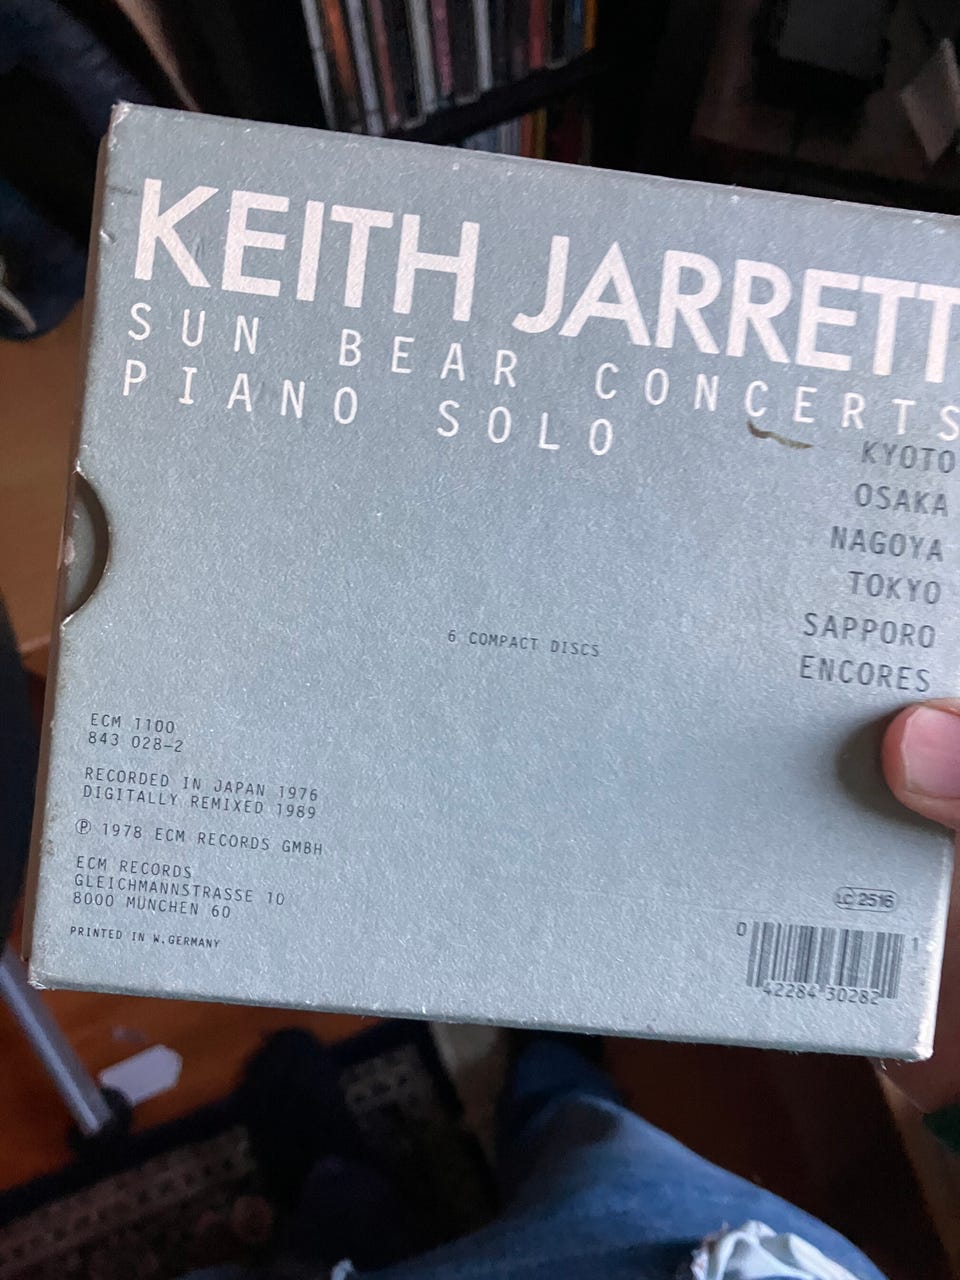 KEITH JARRETT
SUN BEAR CONCERTS
PIANO SOLO
KYOTO
OSAKA
NAGOYA
TOKYO
SAPPORO
ENCORES
6 COMPACT DISCS
ECM 1100
843 028-2
RECORDED IN JAPAN 1976
DIGITALLY REMIXED 1989
Ⓟ 1978 ECM RECORDS GMBH
ECM RECORDS
GLEICHMANNSTRASSE 10
8000 MÜNCHEN 60
PRINTED IN W.GERMANY
LC 2516
0 42284 30282 1